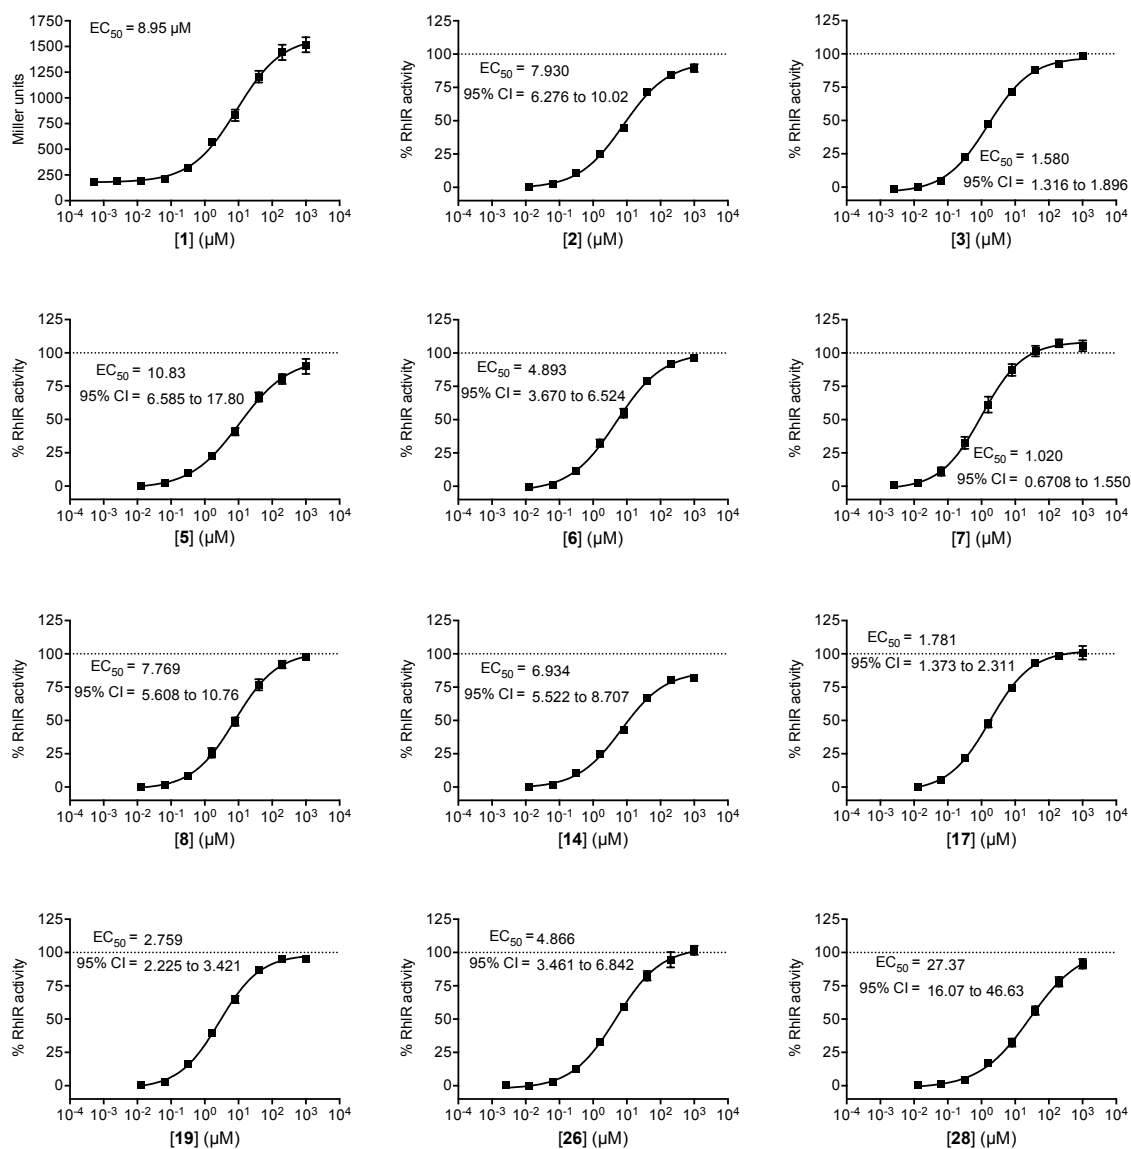 1750
1500
1250
1000
750
500
250
0
Miller units
EC50 = 8.95 µM
10-4 10-3 10-2 10-1 100 101 102 103 104
[1] (µM)
125
100
75
50
25
0
% RhlR activity
EC50 = 7.930
95% CI = 6.276 to 10.02
10-4 10-3 10-2 10-1 100 101 102 103 104
[2] (µM)
125
100
75
50
25
0
% RhlR activity
EC50 = 1.580
95% CI = 1.316 to 1.896
10-4 10-3 10-2 10-1 100 101 102 103 104
[3] (µM)
125
100
75
50
25
0
% RhlR activity
EC50 = 10.83
95% CI = 6.585 to 17.80
10-4 10-3 10-2 10-1 100 101 102 103 104
[5] (µM)
125
100
75
50
25
0
% RhlR activity
EC50 = 4.893
95% CI = 3.670 to 6.524
10-4 10-3 10-2 10-1 100 101 102 103 104
[6] (µM)
125
100
75
50
25
0
% RhlR activity
EC50 = 1.020
95% CI = 0.6708 to 1.550
10-4 10-3 10-2 10-1 100 101 102 103 104
[7] (µM)
125
100
75
50
25
0
% RhlR activity
EC50 = 7.769
95% CI = 5.608 to 10.76
10-4 10-3 10-2 10-1 100 101 102 103 104
[8] (µM)
125
100
75
50
25
0
% RhlR activity
EC50 = 6.934
95% CI = 5.522 to 8.707
10-4 10-3 10-2 10-1 100 101 102 103 104
[14] (µM)
125
100
75
50
25
0
% RhlR activity
EC50 = 1.781
95% CI = 1.373 to 2.311
10-4 10-3 10-2 10-1 100 101 102 103 104
[17] (µM)
125
100
75
50
25
0
% RhlR activity
EC50 = 2.759
95% CI = 2.225 to 3.421
10-4 10-3 10-2 10-1 100 101 102 103 104
[19] (µM)
125
100
75
50
25
0
% RhlR activity
EC50 = 4.866
95% CI = 3.461 to 6.842
10-4 10-3 10-2 10-1 100 101 102 103 104
[26] (µM)
125
100
75
50
25
0
% RhlR activity
EC50 = 27.37
95% CI = 16.07 to 46.63
10-4 10-3 10-2 10-1 100 101 102 103 104
[28] (µM)